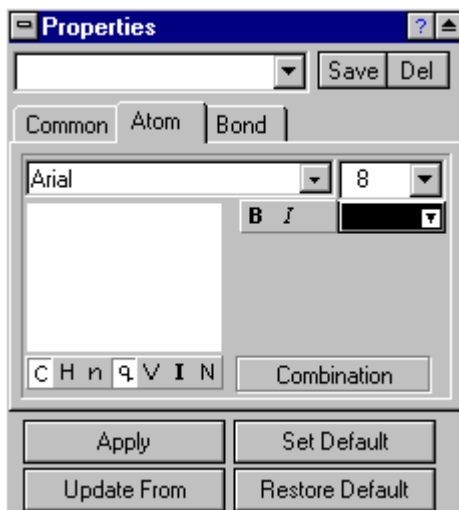 Properties ?
Save Del
Common Atom Bond
Arial 8
B I
C H n q V I N Combination
Apply Set Default
Update From Restore Default